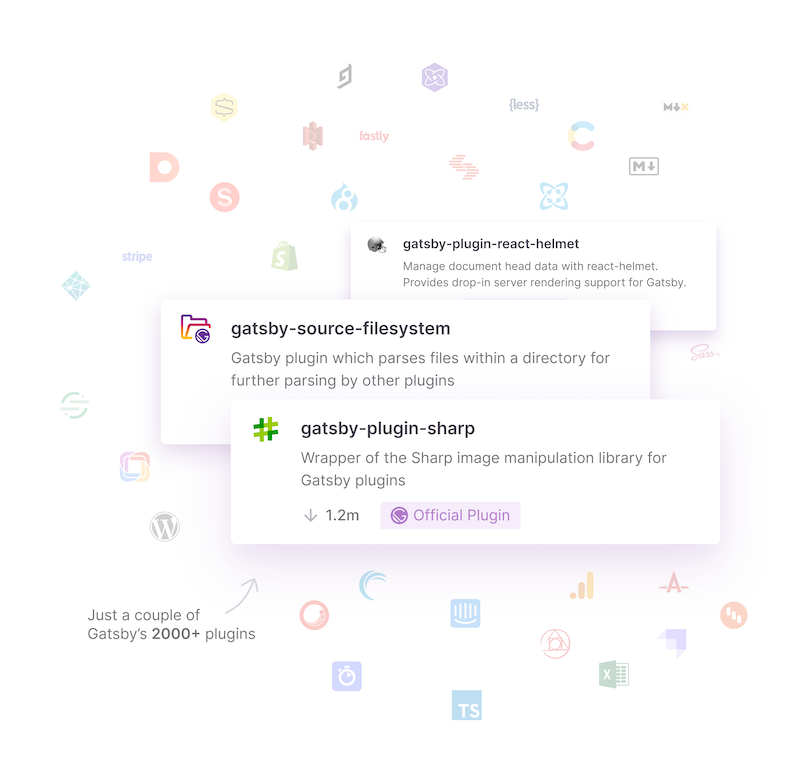 {less}
M↓x
fastly
M↓
S
stripe
S
gatsby-plugin-react-helmet
Manage document head data with react-helmet.
Provides drop-in server rendering support for Gatsby.
gatsby-source-filesystem
Gatsby plugin which parses files within a directory for
further parsing by other plugins
Sass
gatsby-plugin-sharp
Wrapper of the Sharp image manipulation library for
Gatsby plugins
1.2m
Official Plugin
W
Just a couple of
Gatsby's 2000+ plugins
X
TS